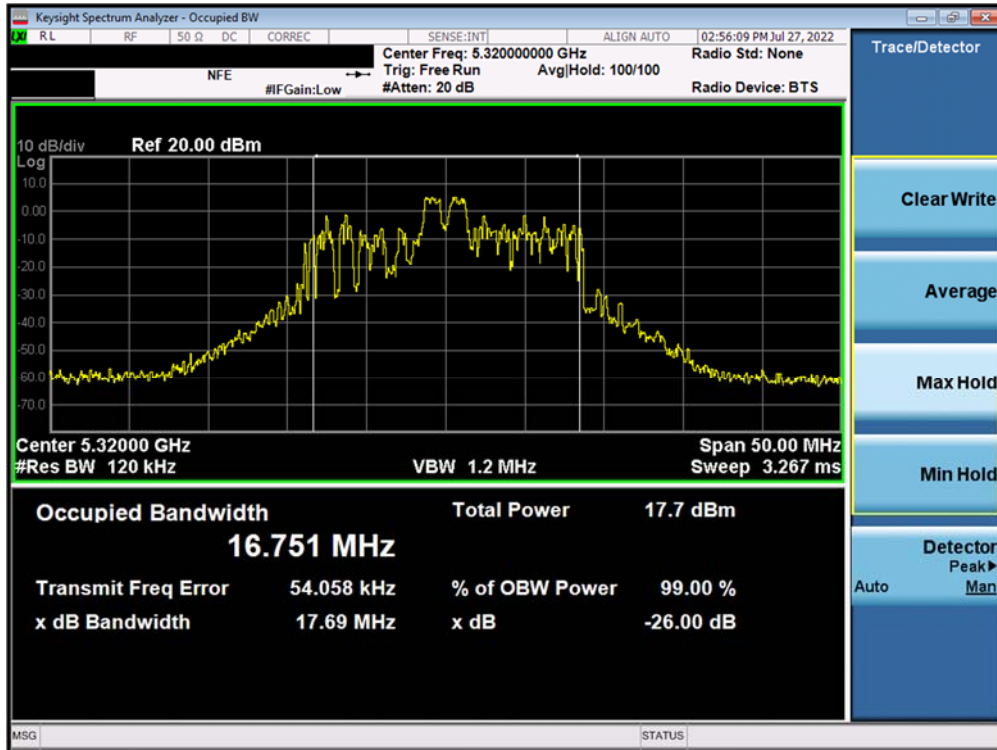 Keysight Spectrum Analyzer - Occupied BW
LXI RL RF 50 Ω DC CORREC SENSE:INT ALIGN AUTO 02:56:09 PM Jul 27, 2022
Center Freq: 5.320000000 GHz Radio Std: None
NFE Trig: Free Run Avg|Hold: 100/100
#IFGain:Low #Atten: 20 dB Radio Device: BTS
10 dB/div Ref 20.00 dBm
Log
10.0
0.00
-10.0
-20.0
-30.0
-40.0
-50.0
-60.0
-70.0
Center 5.32000 GHz Span 50.00 MHz
#Res BW 120 kHz VBW 1.2 MHz Sweep 3.267 ms
Occupied Bandwidth Total Power 17.7 dBm
16.751 MHz
Transmit Freq Error 54.058 kHz % of OBW Power 99.00 %
x dB Bandwidth 17.69 MHz x dB -26.00 dB
MSG STATUS
Trace/Detector
Clear Write
Average
Max Hold
Min Hold
Detector
Peak▶
Auto Man